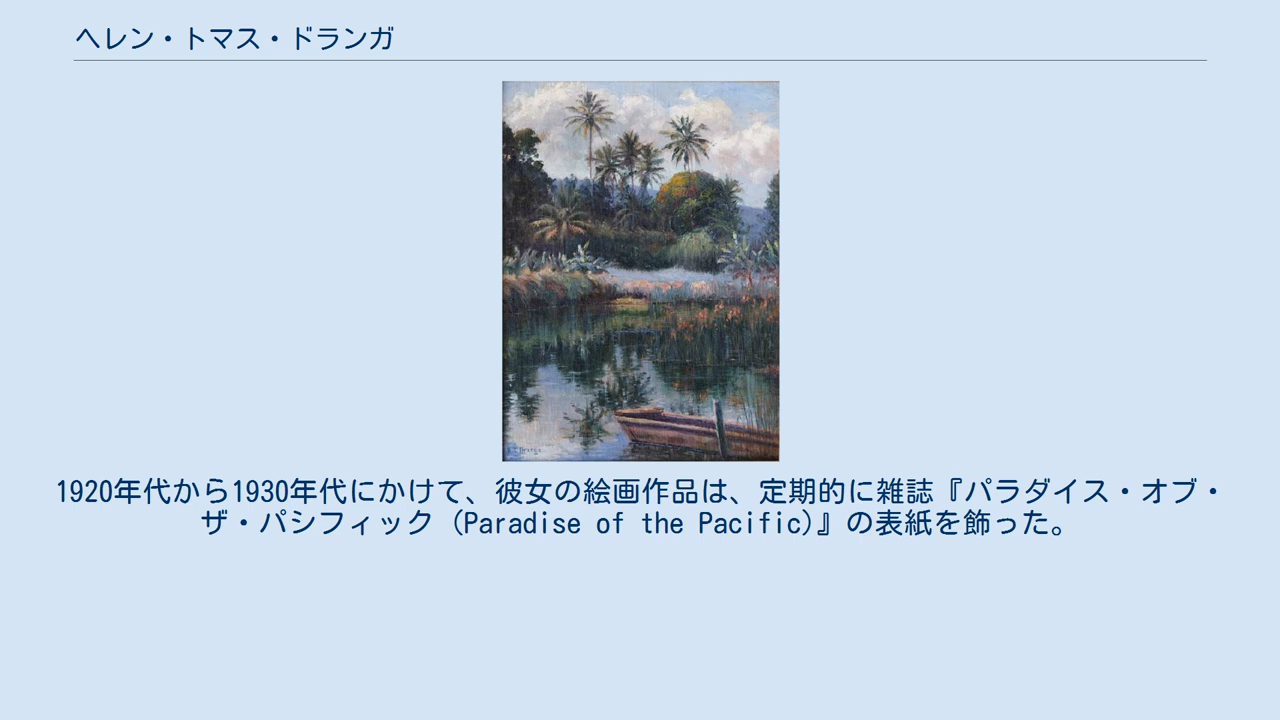 ヘレン・トマス・ドランガ
1920年代から1930年代にかけて、彼女の絵画作品は、定期的に雑誌『パラダイス・オブ・
ザ・パシフィック (Paradise of the Pacific)』の表紙を飾った。